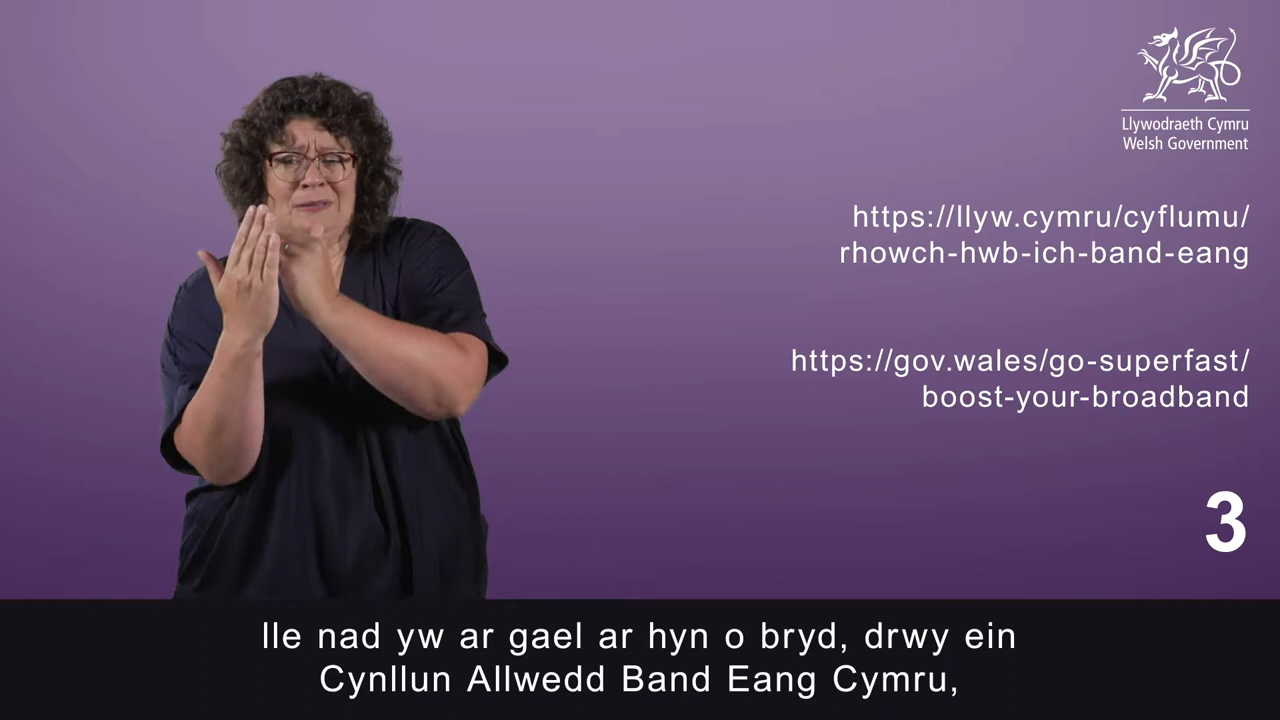 Llywodraeth Cymru
Welsh Government
https://llyw.cymru/cyflumu/
rhowch-hwb-ich-band-eang
https://gov.wales/go-superfast/
boost-your-broadband
3
lle nad yw ar gael ar hyn o bryd, drwy ein
Cynllun Allwedd Band Eang Cymru,